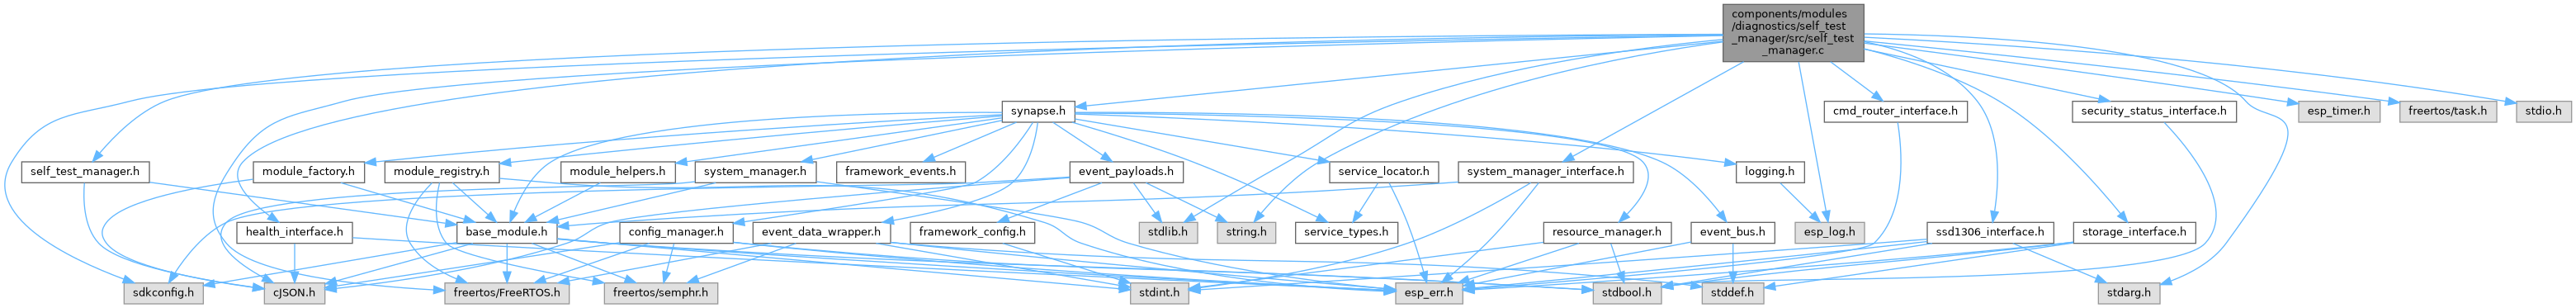 components/modules
/diagnostics/self_test
_manager/src/self_test
_manager.c
synapse.h
cmd_router_interface.h
security_status_interface.h
esp_timer.h
freertos/task.h
stdio.h
self_test_manager.h
module_factory.h
module_registry.h
module_helpers.h
system_manager.h
framework_events.h
event_payloads.h
service_locator.h
system_manager_interface.h
logging.h
health_interface.h
base_module.h
config_manager.h
event_data_wrapper.h
framework_config.h
stdlib.h
string.h
service_types.h
resource_manager.h
event_bus.h
esp_log.h
ssd1306_interface.h
storage_interface.h
sdkconfig.h
cJSON.h
freertos/FreeRTOS.h
freertos/semphr.h
stdint.h
esp_err.h
stdbool.h
stddef.h
stdarg.h